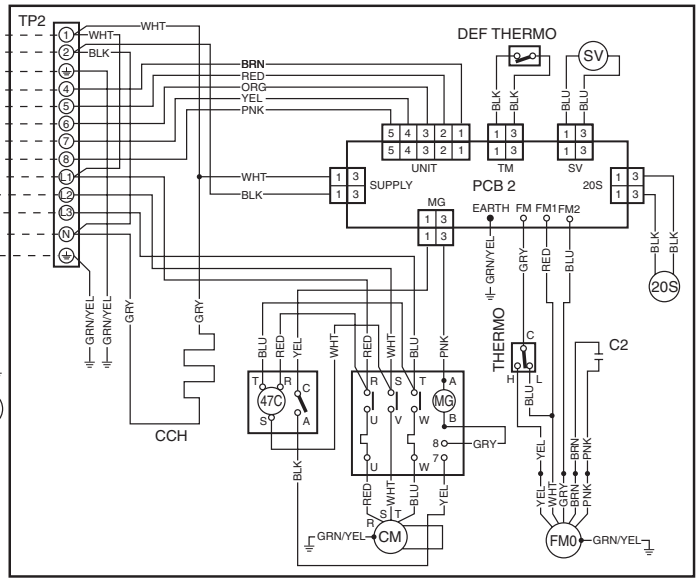 TP2
WHT
1
WHT
2
BLK
4
5
6
7
8
L1
L2
L3
N
BRN
RED
ORG
YEL
PNK
WHT
BLK
DEF THERMO
SV
BLK
BLK
BLU
BLU
5 4 3 2 1
5 4 3 2 1
UNIT
1 3
1 3
TM
1 3
1 3
SV
1 3
1 3
SUPPLY
PCB 2
20S
1 3
1 3
MG
1 3
1 3
EARTH
FM
FM1
FM2
GRN/YEL
GRY
RED
BLU
BLK
BLK
20S
GRN/YEL
GRN/YEL
GRY
GRY
CCH
BLU
RED
YEL
WHT
RED
WHT
BLU
PNK
THERMO
C
H
L
BLU
C2
T
R
C
47C
S
A
BLK
R
S
T
A
MG
B
U
V
W
8
GRY
7
U
W
RED
WHT
BLU
YEL
R
S
T
CM
GRN/YEL
YEL
BRN
PNK
YEL
WHT
GRY
BRN
PNK
FM0
GRN/YEL